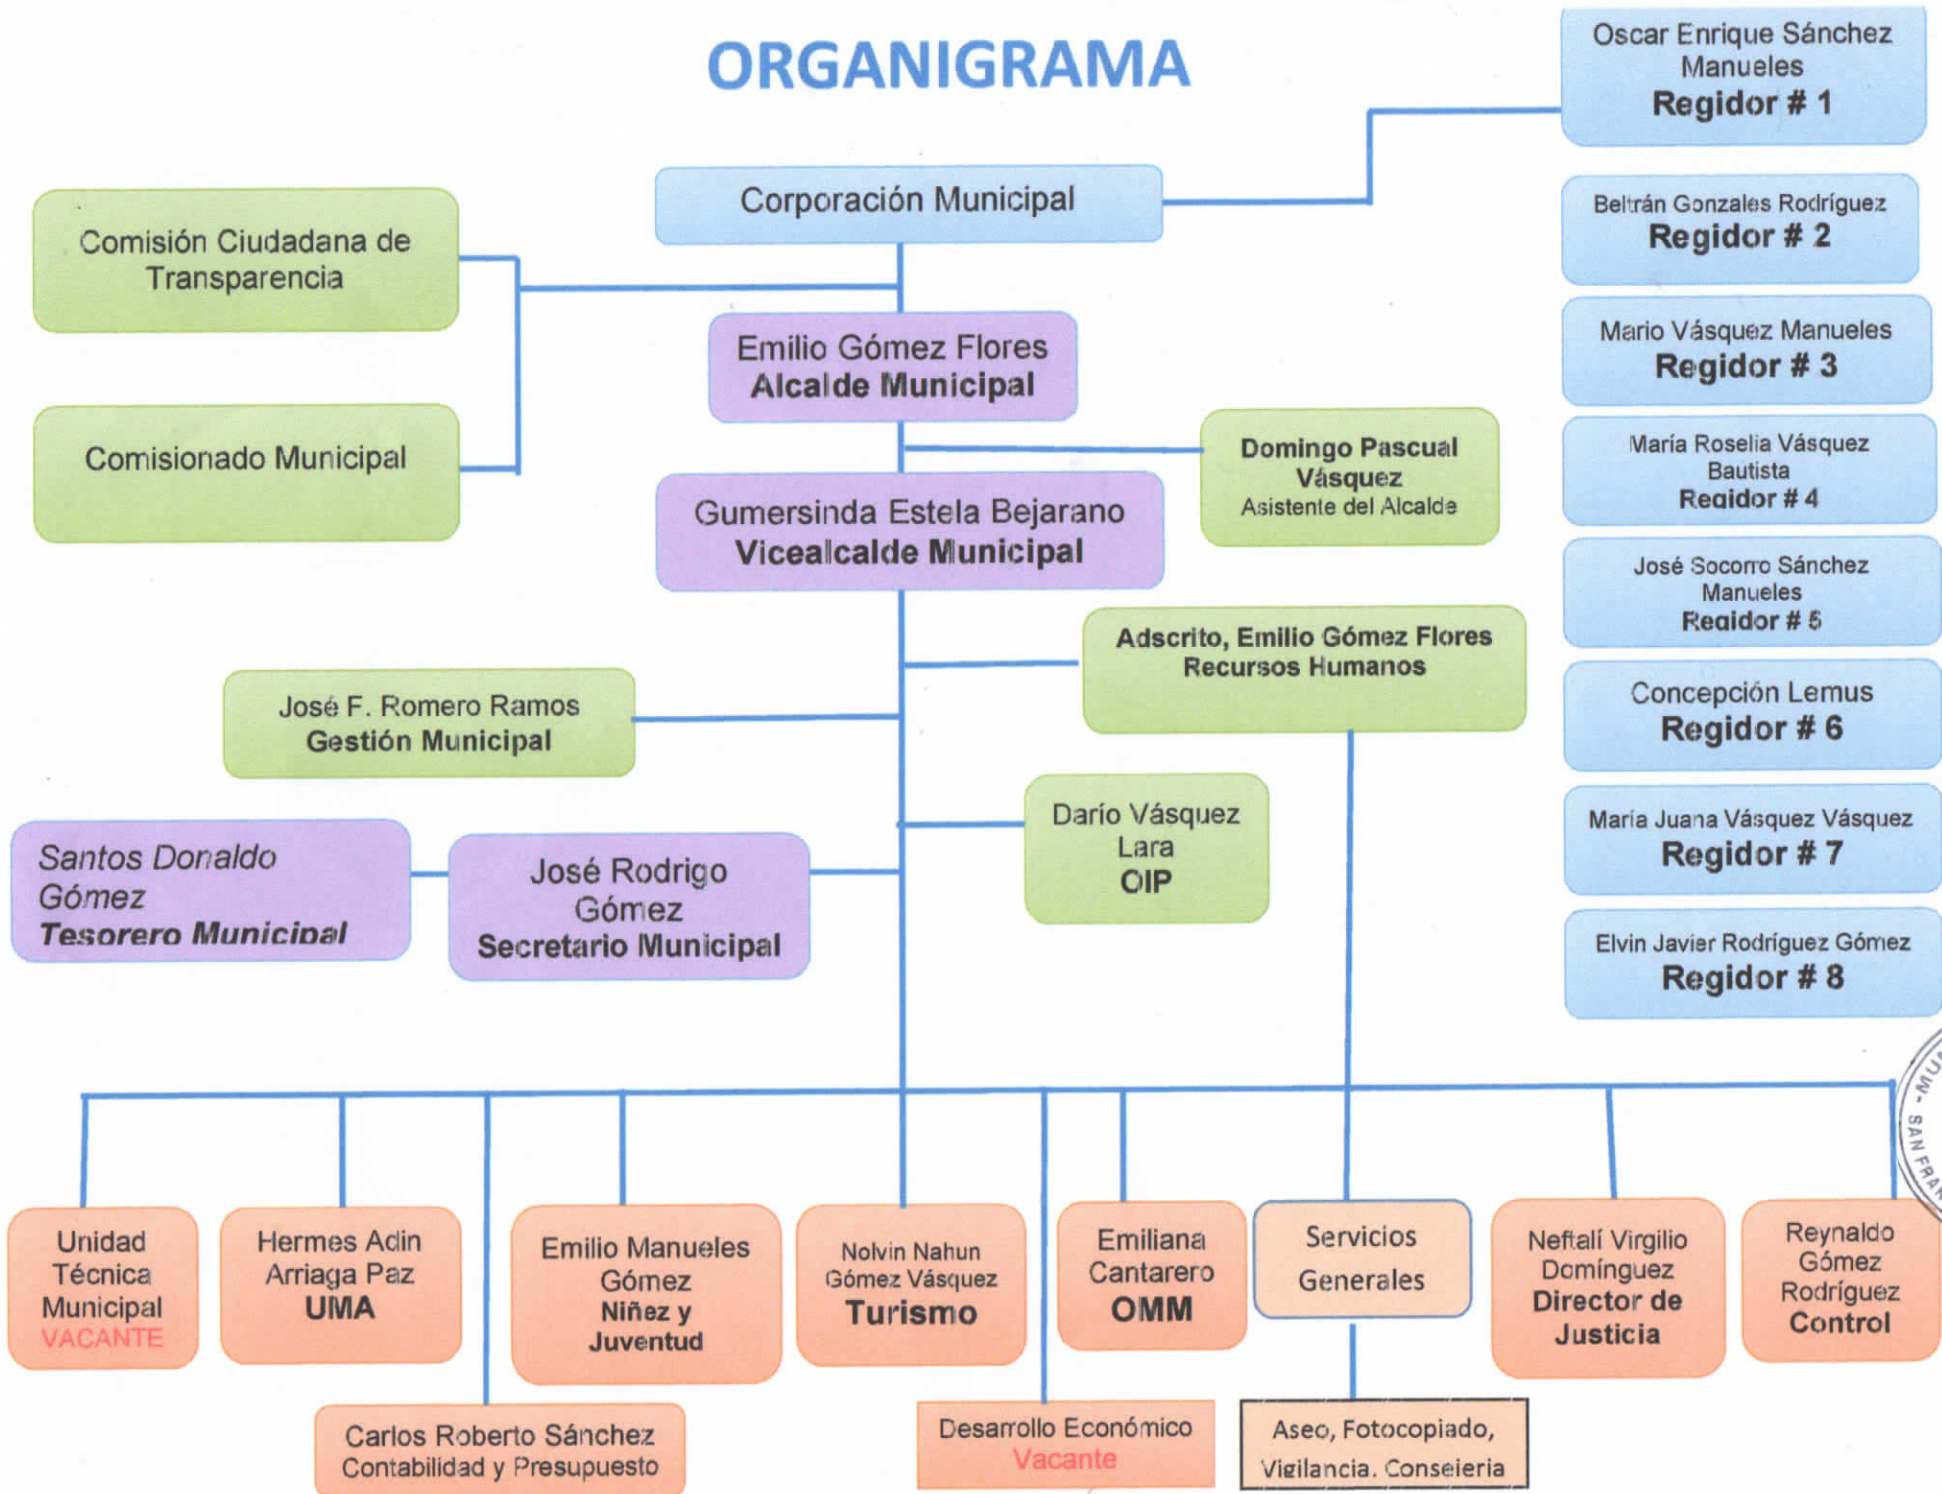 ORGANIGRAMA
Oscar Enrique Sánchez
Manueles
Regidor # 1
Corporación Municipal
Comisión Ciudadana de
Transparencia
Beltrán Gonzales Rodríguez
Regidor # 2
Emilio Gómez Flores
Alcalde Municipal
Mario Vásquez Manueles
Regidor # 3
Comisionado Municipal
Domingo Pascual
Vásquez
Asistente del Alcalde
María Roselia Vásquez
Bautista
Regidor # 4
Gumersinda Estela Bejarano
Vicealcalde Municipal
José Socorro Sánchez
Manueles
Regidor # 5
Adscrito, Emilio Gómez Flores
Recursos Humanos
José F. Romero Ramos
Gestión Municipal
Concepción Lemus
Regidor # 6
Darío Vásquez
Lara
OIP
María Juana Vásquez Vásquez
Regidor # 7
Santos Donaldo
Gómez
Tesorero Municipal
José Rodrigo
Gómez
Secretario Municipal
Elvin Javier Rodríguez Gómez
Regidor # 8
Unidad
Técnica
Municipal
VACANTE
Hermes Adin
Arriaga Paz
UMA
Emilio Manueles
Gómez
Niñez y
Juventud
Nolvin Nahun
Gómez Vásquez
Turismo
Emiliana
Cantarero
OMM
Servicios
Generales
Neftalí Virgilio
Domínguez
Director de
Justicia
Reynaldo
Gómez
Rodríguez
Control
Carlos Roberto Sánchez
Contabilidad y Presupuesto
Desarrollo Económico
Vacante
Aseo, Fotocopiado,
Vigilancia. Conseieria